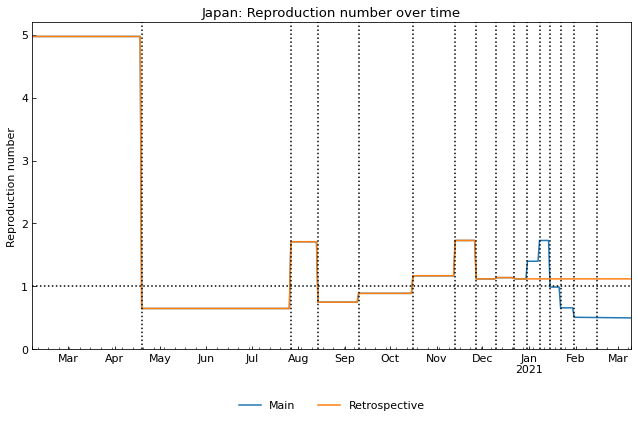 Japan: Reproduction number over time
Reproduction number
5
4
3
2
1
0
Mar Apr May Jun Jul Aug Sep Oct Nov Dec Jan Feb Mar
2021
Main Retrospective